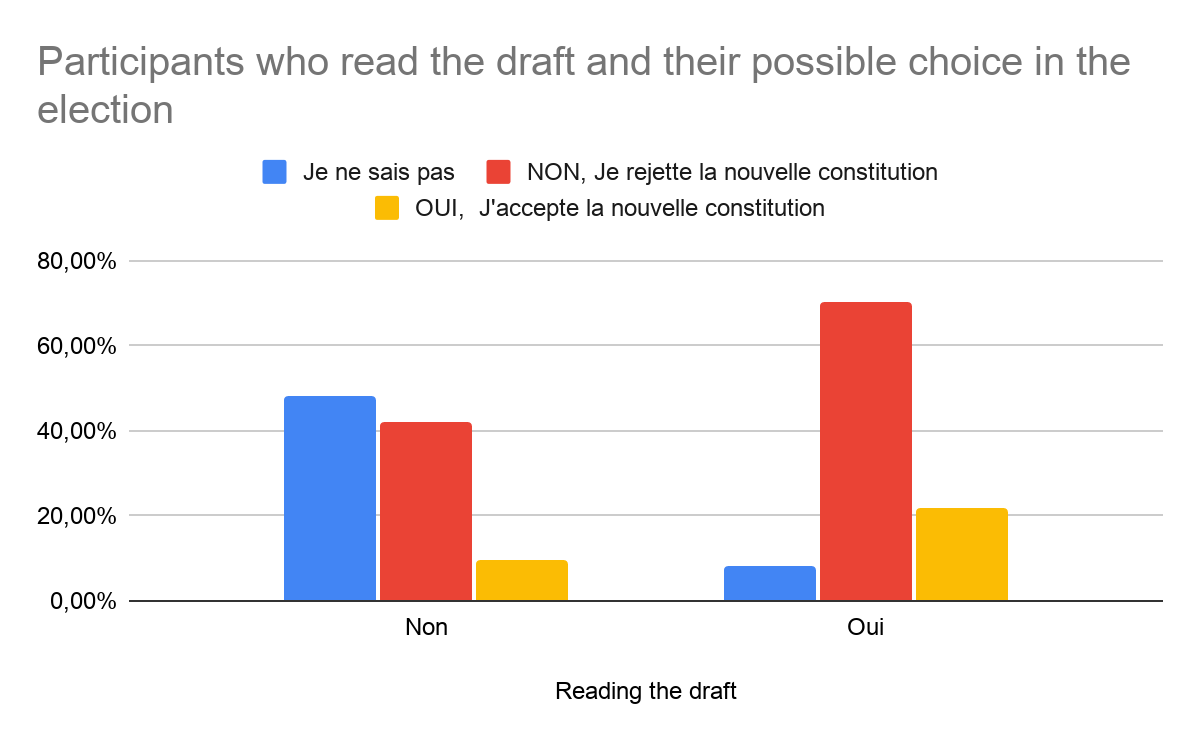 Participants who read the draft and their possible choice in the
election
Je ne sais pas NON, Je rejette la nouvelle constitution
OUI, J'accepte la nouvelle constitution
80,00%
60,00%
40,00%
20,00%
0,00%
Non Oui
Reading the draft